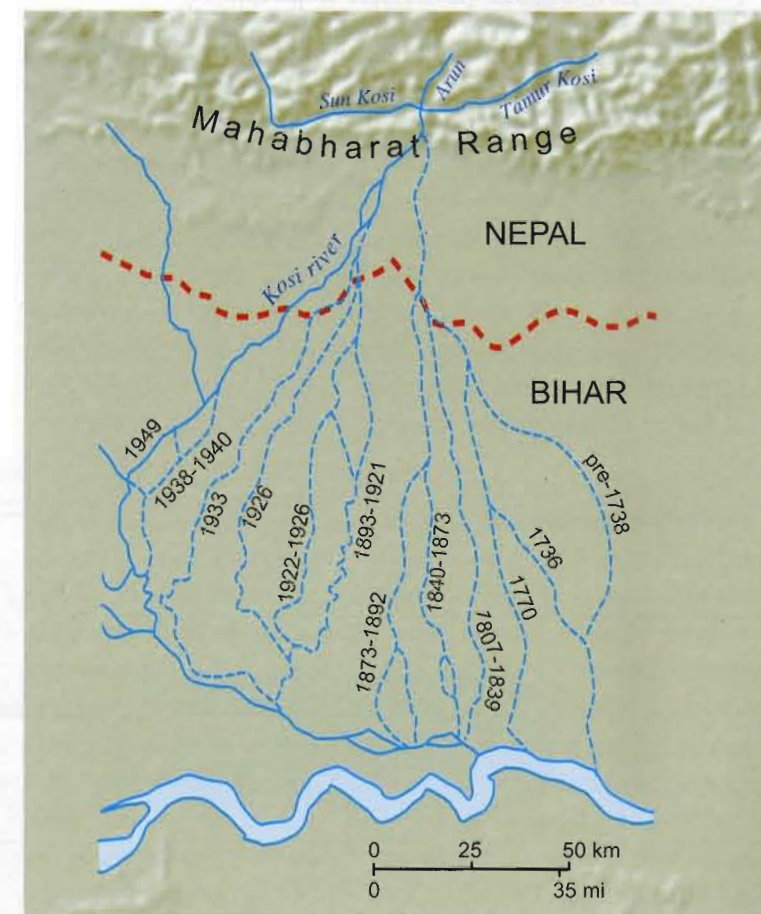 Sun Kosi
Arun
Tamur Kosi
Mahabharat Range
NEPAL
Kosi river
BIHAR
1949
1938-1940
1933
1926
1922-1926
1893-1921
1873-1892
1840-1873
1807-1839
1770
1736
pre-1738
0 25 50 km
0 35 mi